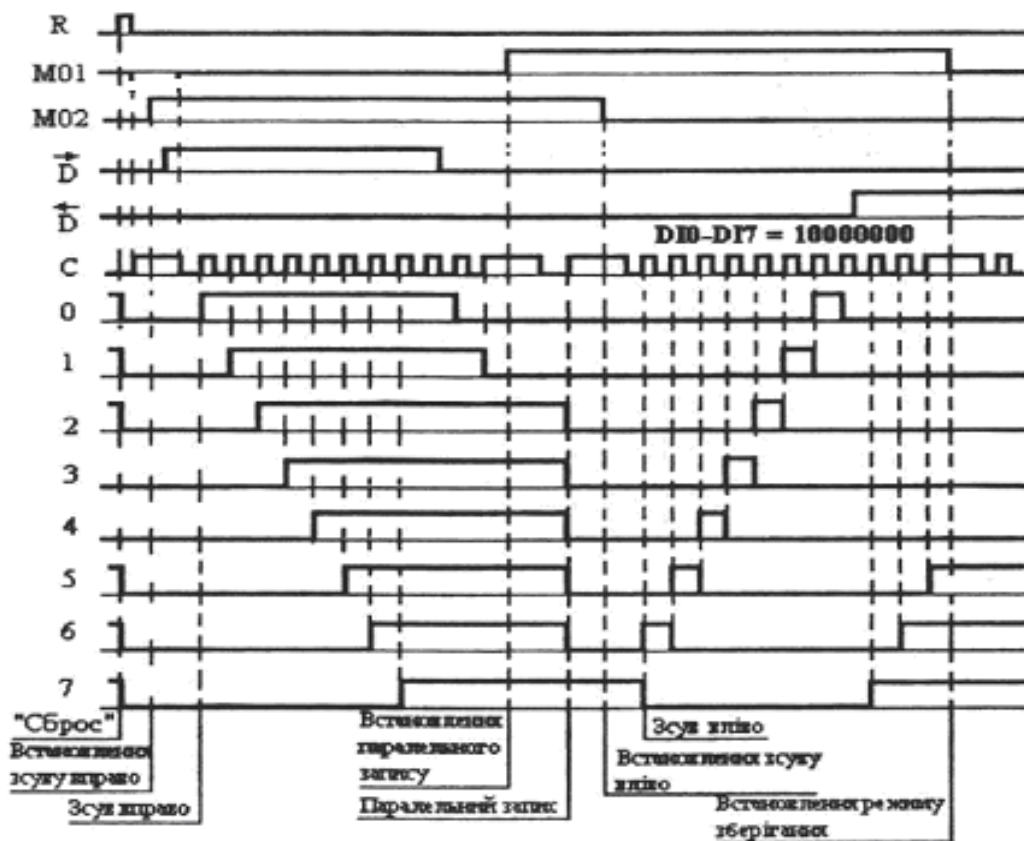 R
M01
M02
D
D
DI0-DI7 = 10000000
C
0
1
2
3
4
5
6
7
"Сброс"
Встановлення
зсуву вправо
Зсув вправо
Встановлення
паралельного
запису
Паралельний запис
Зсув вліво
Встановлення зсуву
вліво
Встановлення режиму
зберігання